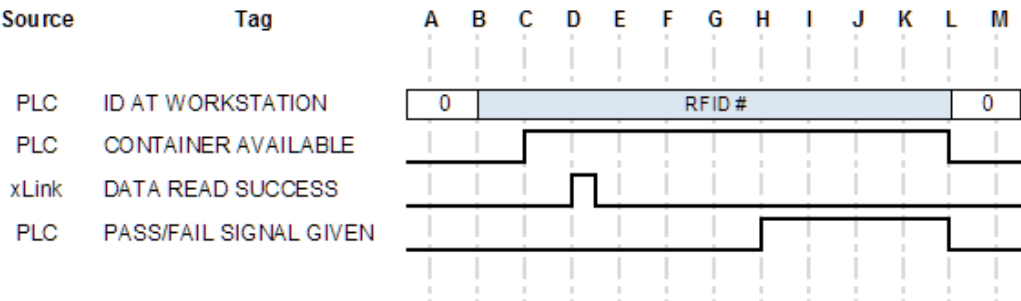 Source Tag A B C D E F G H I J K L M
PLC ID AT WORKSTATION 0 RFID # 0
PLC CONTAINER AVAILABLE
xLink DATA READ SUCCESS
PLC PASS/FAIL SIGNAL GIVEN